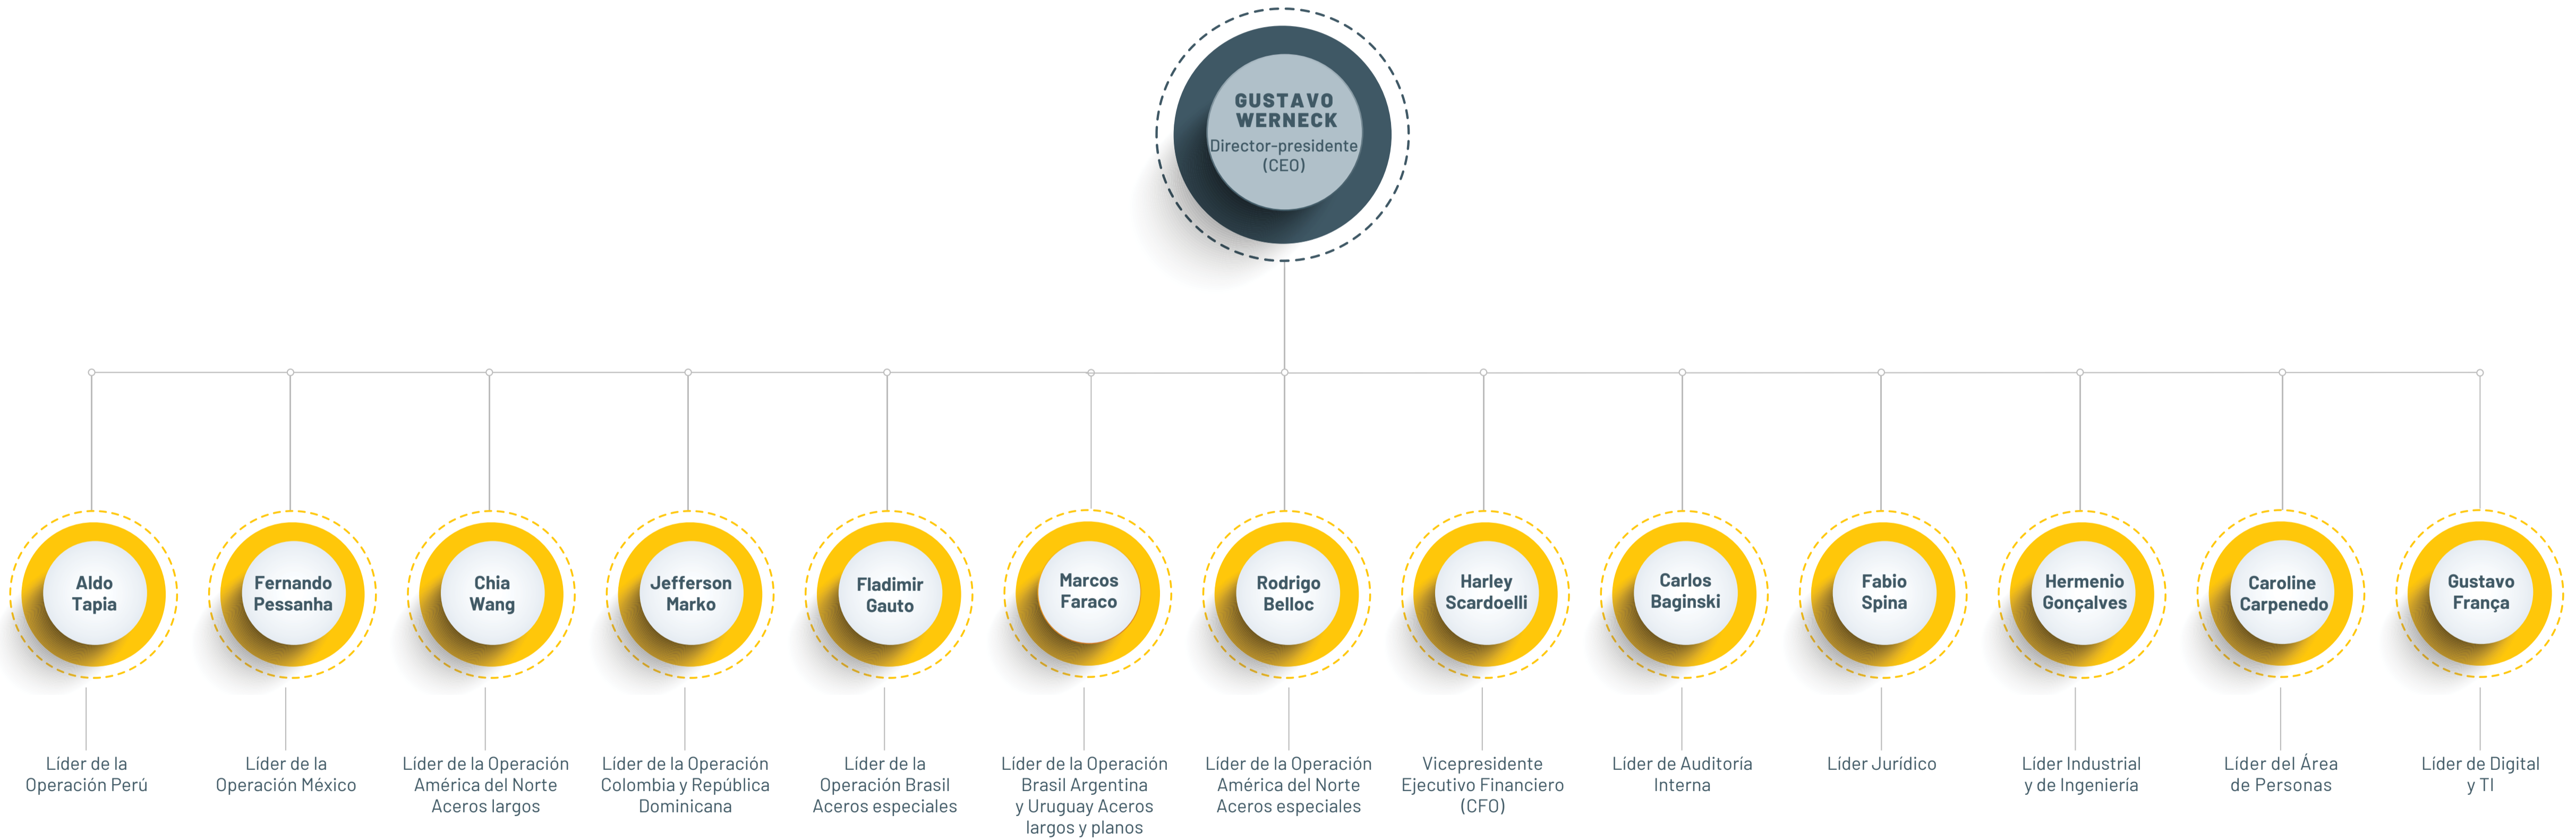 GUSTAVO
WERNECK
Director-presidente
(CEO)
Aldo
Tapia
Líder de la
Operación Perú
Fernando
Pessanha
Líder de la
Operación México
Chia
Wang
Líder de la Operación
América del Norte
Aceros largos
Jefferson
Marko
Líder de la Operación
Colombia y República
Dominicana
Fladimir
Gauto
Líder de la
Operación Brasil
Aceros especiales
Marcos
Faraco
Líder de la Operación
Brasil Argentina
y Uruguay Aceros
largos y planos
Rodrigo
Belloc
Líder de la Operación
América del Norte
Aceros especiales
Harley
Scardoelli
Vicepresidente
Ejecutivo Financiero
(CFO)
Carlos
Baginski
Líder de Auditoría
Interna
Fabio
Spina
Líder Jurídico
Hermenio
Gonçalves
Líder Industrial
y de Ingeniería
Caroline
Carpenedo
Líder del Área
de Personas
Gustavo
França
Líder de Digital
y TI